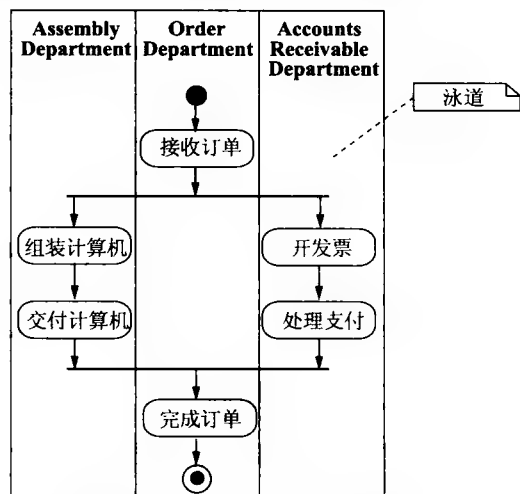 Assembly
Department
Order
Department
Accounts
Receivable
Department
泳道
接收订单
组装计算机
开发票
交付计算机
处理支付
完成订单